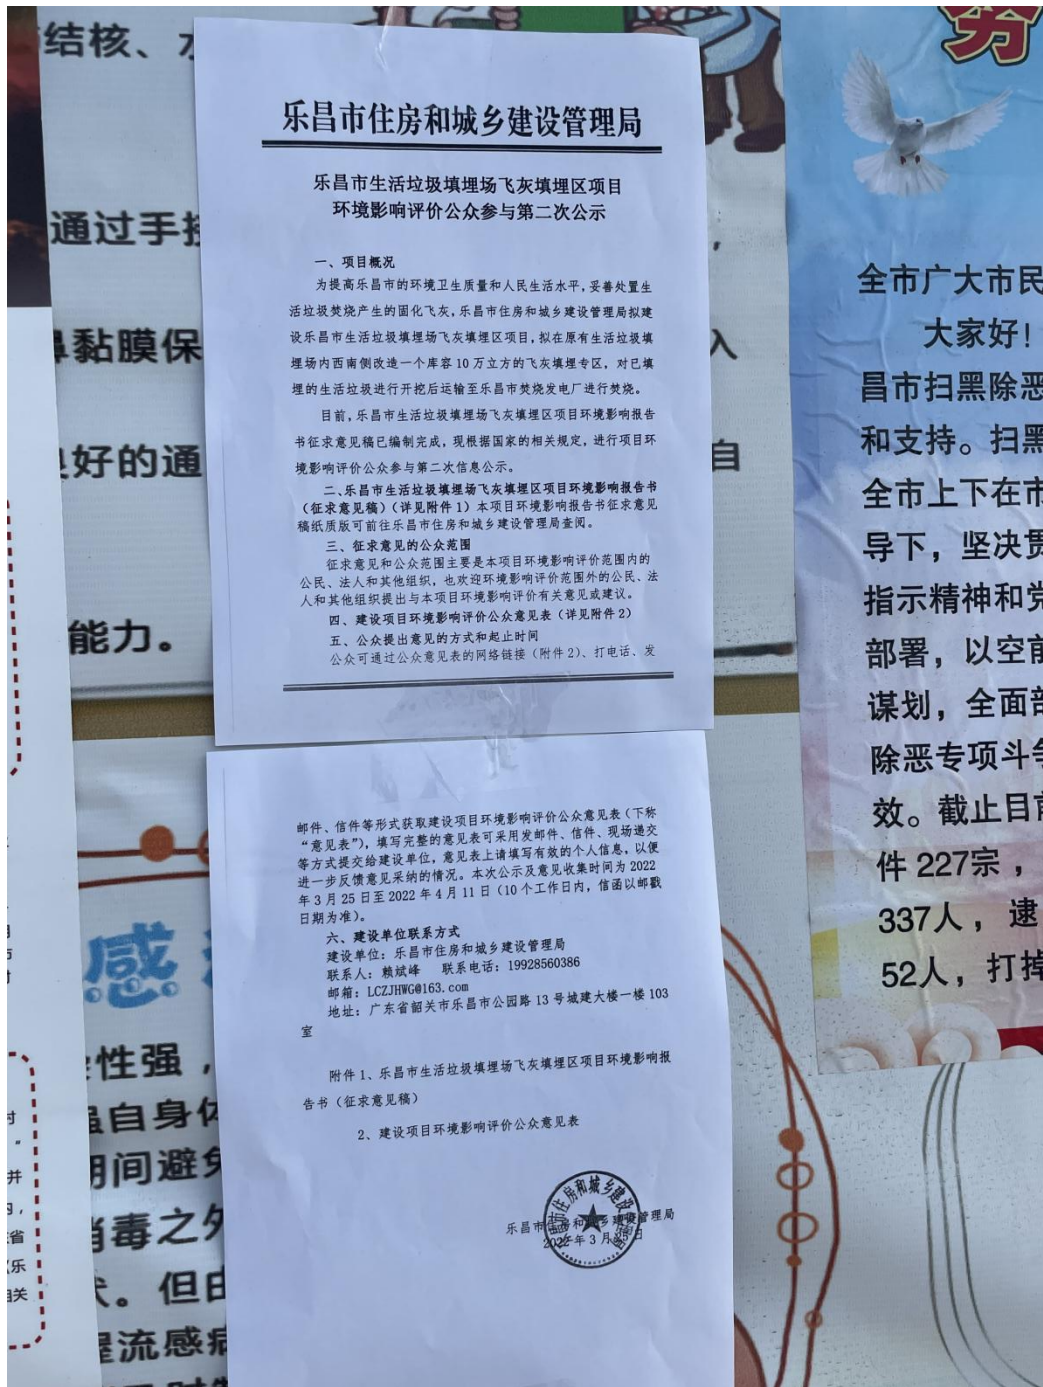 结核、水
通过手接
鼻黏膜保
良好的通
能力。
入
自
乐昌市住房和城乡建设管理局
乐昌市生活垃圾填埋场飞灰填埋区项目
环境影响评价公众参与第二次公示
一、项目概况
为提高乐昌市的环境卫生质量和人民生活水平，妥善处置生
活垃圾焚烧产生的固化飞灰，乐昌市住房和城乡建设管理局拟建
设乐昌市生活垃圾填埋场飞灰填埋区项目，拟在原有生活垃圾填
埋场内西南侧改造一个库容10万立方的飞灰填埋专区，对已填
埋的生活垃圾进行开挖后运输至乐昌市焚烧发电厂进行焚烧。
目前，乐昌市生活垃圾填埋场飞灰填埋区项目环境影响报告
书征求意见稿已编制完成，现根据国家的相关规定，进行项目环
境影响评价公众参与第二次信息公示。
二、乐昌市生活垃圾填埋场飞灰填埋区项目环境影响报告书
（征求意见稿）（详见附件1）本项目环境影响报告书征求意见
稿纸质版可前往乐昌市住房和城乡建设管理局查阅。
三、征求意见的公众范围
征求意见和公众范围主要是本项目环境影响评价范围内的
公民、法人和其他组织，也欢迎环境影响评价范围外的公民、法
人和其他组织提出与本项目环境影响评价有关意见或建议。
四、建设项目环境影响评价公众意见表（详见附件2）
五、公众提出意见的方式和起止时间
公众可通过公众意见表的网络链接（附件2）、打电话、发
邮件、信件等形式获取建设项目环境影响评价公众意见表（下称
“意见表”），填写完整的意见表可采用发邮件、信件、现场递交
等方式提交给建设单位，意见表上请填写有效的个人信息，以便
进一步反馈意见采纳的情况。本次公示及意见收集时间为2022
年3月25日至2022年4月11日（10个工作日内，信函以邮戳
日期为准）。
六、建设单位联系方式
建设单位：乐昌市住房和城乡建设管理局
联系人：赖斌峰 联系电话：19928560386
邮箱：LCZJHWG@163.com
地址：广东省韶关市乐昌市公园路13号城建大楼一楼103
室
附件1、乐昌市生活垃圾填埋场飞灰填埋区项目环境影响报
告书（征求意见稿）
2、建设项目环境影响评价公众意见表
乐昌市住房和城乡建设管理局
2022年3月25日
感
性强，
强自身体
期间避免
消毒之外
状。但由
握流感病
全市广大市民
大家好！
昌市扫黑除恶
和支持。扫黑
全市上下在市
导下，坚决贯
指示精神和党
部署，以空前
谋划，全面部
除恶专项斗争
效。截止目前
件227宗，
337人，逮
52人，打掉